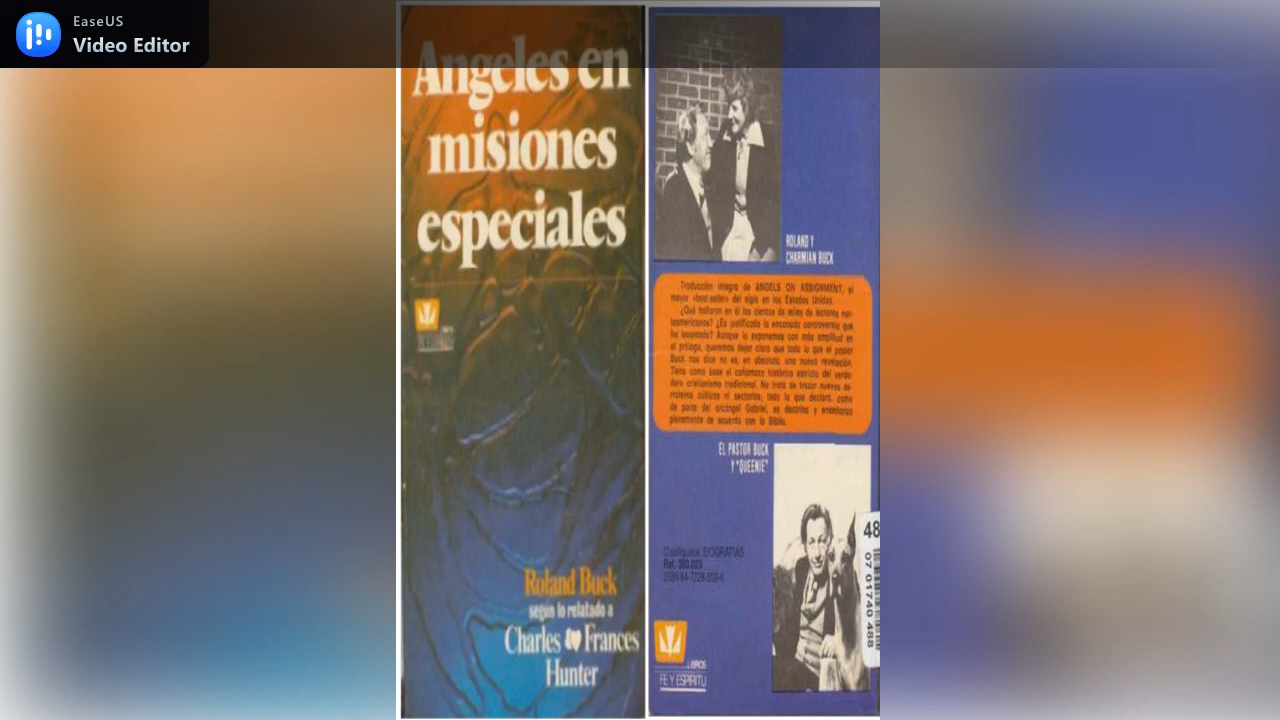 EaseUS
Video Editor
Angeles en
misiones
especiales
Roland Buck
según lo relatado a
Charles Frances
Hunter
ROLAND Y
CHARMIAN BUCK
Traducción íntegra de ANGELS ON ASSIGNMENT, el
mayor «best-seller» del siglo en los Estados Unidos.
¿Qué hallaron en él los cientos de miles de lectores nor-
teamericanos? ¿Es justificada la enconada controversia que
ha levantado? Aunque lo exponemos con más amplitud en
el prólogo, queremos dejar claro que todo lo que el pastor
Buck nos dice no es, en absoluto, una nueva revelación.
Tiene como base el cañamazo histórico estricto del verda-
dero cristianismo tradicional. No trata de trazar nuevos de-
rroteros cúlticos ni sectarios; todo lo que declara, como
de parte del arcángel Gabriel, es doctrina y enseñanza
plenamente de acuerdo con la Biblia.
EL PASTOR BUCK
Y "QUEENIE"
Clasifíquese: BIOGRAFIAS
Ref.
ISBN
48
07 01740 488
LIBROS
FE Y ESPIRITU